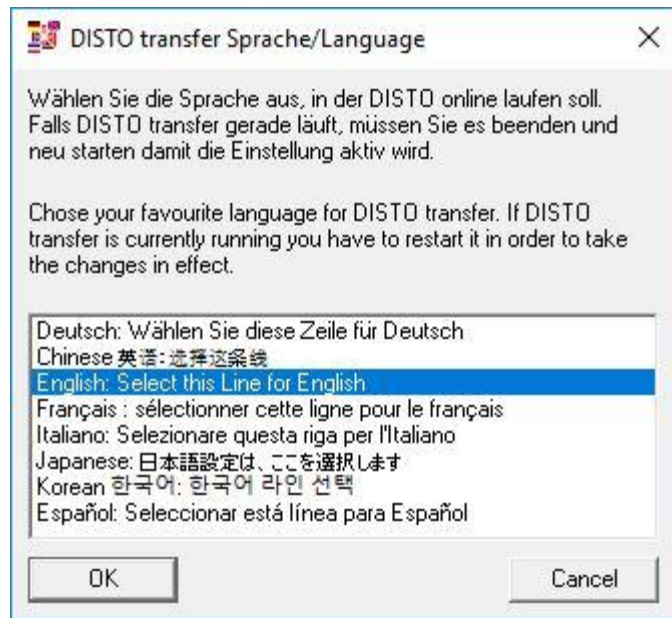 DISTO transfer Sprache/Language
Wählen Sie die Sprache aus, in der DISTO online laufen soll.
Falls DISTO transfer gerade läuft, müssen Sie es beenden und
neu starten damit die Einstellung aktiv wird.
Chose your favourite language for DISTO transfer. If DISTO
transfer is currently running you have to restart it in order to take
the changes in effect.
Deutsch: Wählen Sie diese Zeile für Deutsch
Chinese 英语: 选择这条线
English: Select this Line for English
Français : sélectionner cette ligne pour le français
Italiano: Selezionare questa riga per l'Italiano
Japanese: 日本語設定は、ここを選択します
Korean 한국어: 한국어 라인 선택
Español: Seleccionar está línea para Español
OK
Cancel